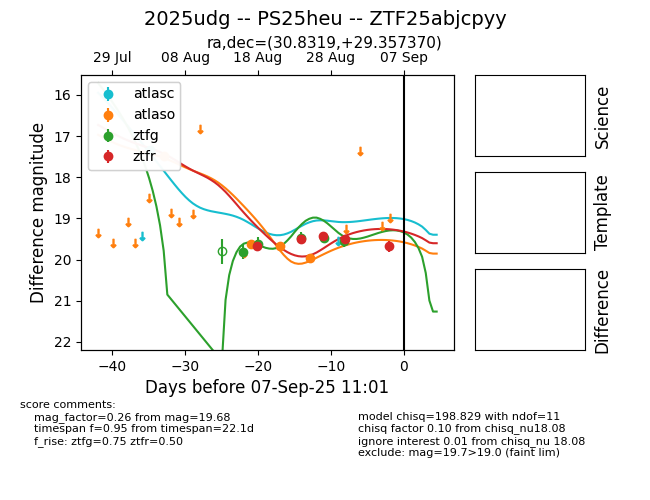 2025udg -- PS25heu -- ZTF25abjcpyy
ra,dec=(30.8319,+29.357370)
29 Jul 08 Aug 18 Aug 28 Aug 07 Sep
atlasc
atlaso
ztfg
ztfr
16
17
18
19
20
21
22
Difference magnitude
−40 −30 −20 −10 0
Days before 07-Sep-25 11:01
Science
Template
Difference
score comments:
mag_factor=0.26 from mag=19.68
timespan f=0.95 from timespan=22.1d
f_rise: ztfg=0.75 ztfr=0.50
model chisq=198.829 with ndof=11
chisq factor 0.10 from chisq_nu18.08
ignore interest 0.01 from chisq_nu 18.08
exclude: mag=19.7>19.0 (faint lim)